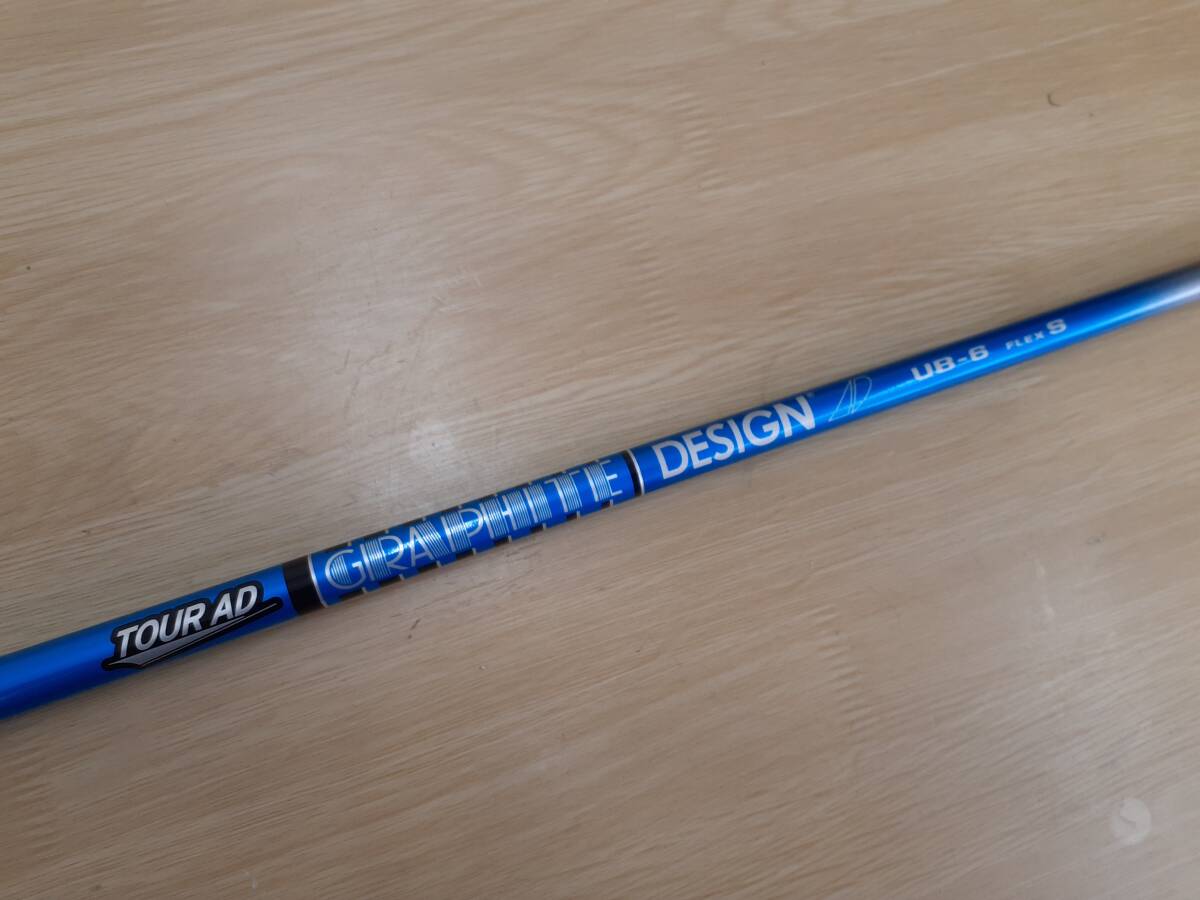 TOUR AD
GRAPHITE DESIGN®
AD UB-6 FLEX S